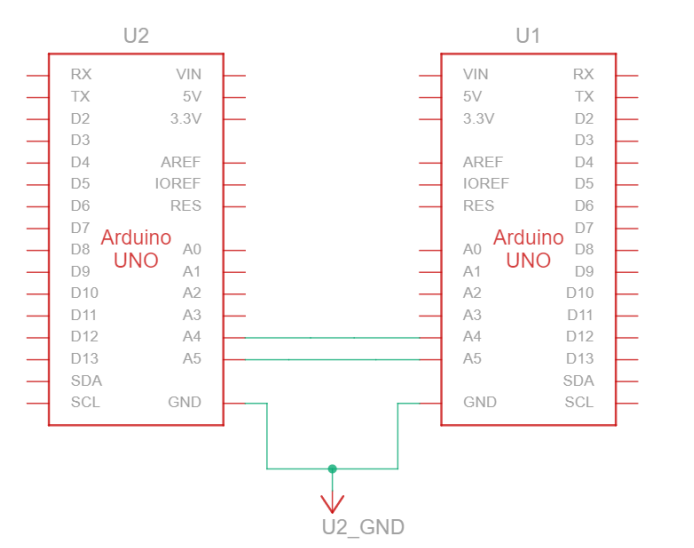 U2
U1
RX VIN
TX 5V
D2 3.3V
D3
D4 AREF
D5 IOREF
D6 RES
D7
Arduino
UNO
D8 A0
D9 A1
D10 A2
D11 A3
D12 A4
D13 A5
SDA
SCL GND
VIN RX
5V TX
3.3V D2
D3
AREF D4
IOREF D5
RES D6
D7
Arduino
UNO
A0 D8
A1 D9
A2 D10
A3 D11
A4 D12
A5 D13
SDA
GND SCL
U2_GND